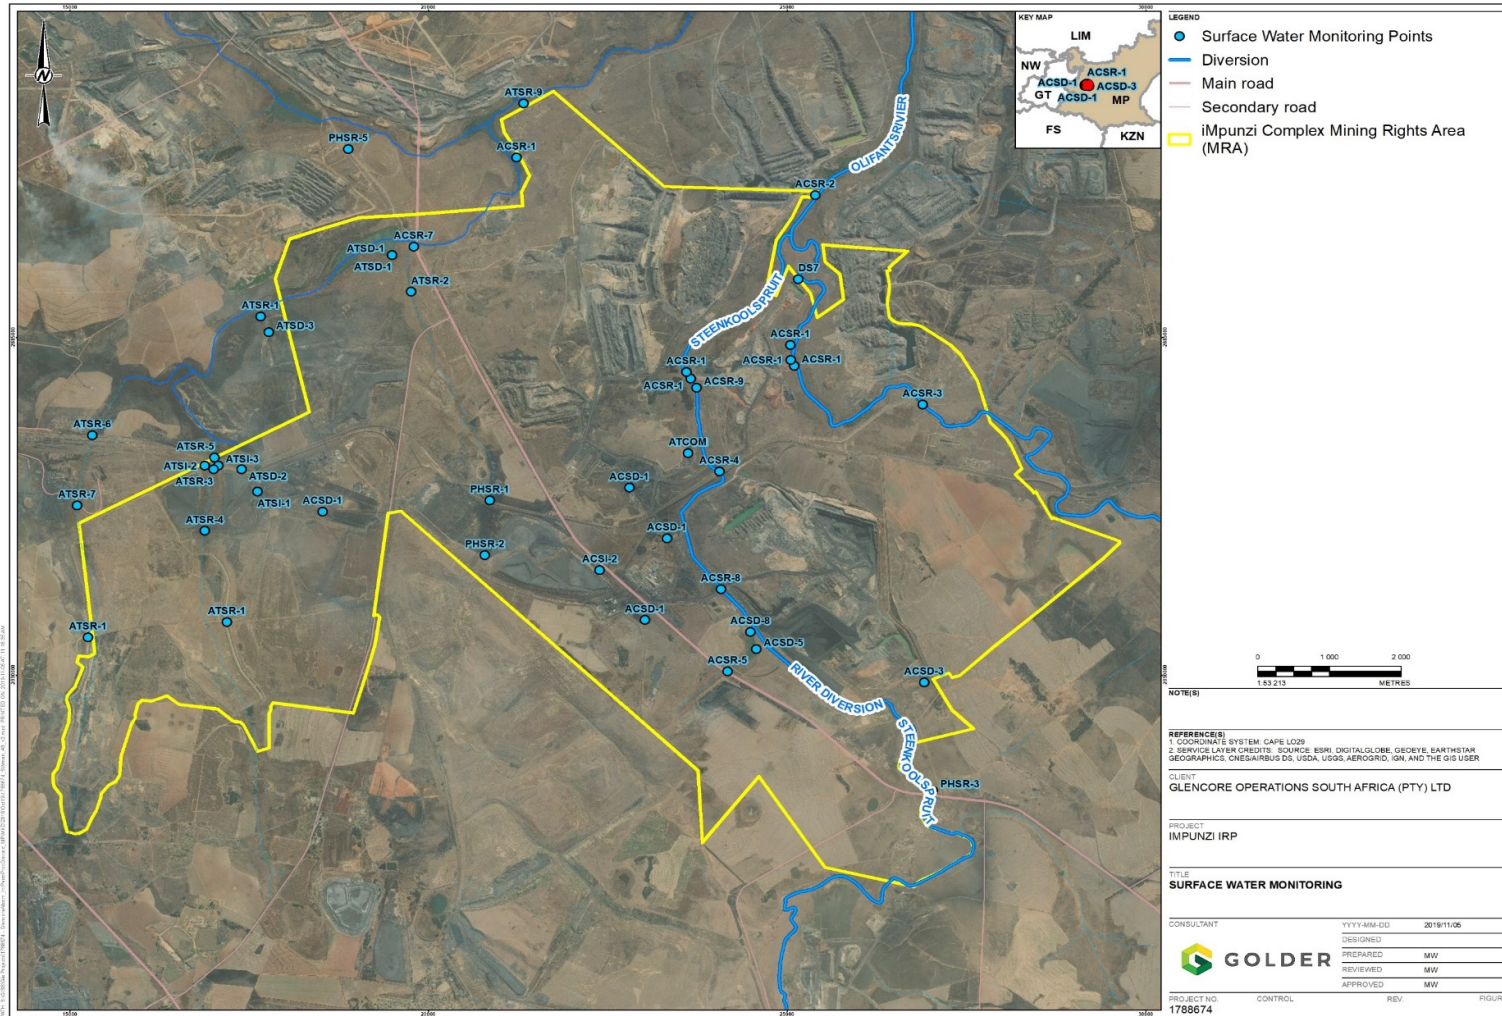 15000
20000
25000
30000
N
ATSR-9
PHSR-5
ACSR-1
OLIFANTSRIVIER
ACSR-2
ATSD-1
ACSR-7
ATSD-1
ATSR-2
DS7
STEENKOOLSPRUIT
ATSR-1
ATSD-3
ACSR-1
ACSR-1
ACSR-1
ACSR-1
ACSR-1
ACSR-9
ACSR-3
ATSR-6
ATSR-5
ATSI-2
ATSI-3
ATSR-3
ATSD-2
ATCOM
ACSR-4
ATSI-1
ATSR-7
ACSD-1
PHSR-1
ACSD-1
ATSR-4
ACSD-1
PHSR-2
ACSI-2
ACSR-8
ATSR-1
ATSR-1
ACSD-1
ACSD-8
ACSD-5
ACSR-5
RIVER DIVERSION
ACSD-3
STEENKOOLSPRUIT
PHSR-3
15000
20000
25000
30000
KEY MAP
LIM
NW
ACSR-1
ACSD-1
ACSD-3
GT
ACSD-1
MP
FS
KZN
LEGEND
Surface Water Monitoring Points
Diversion
Main road
Secondary road
iMpunzi Complex Mining Rights Area
(MRA)
0 1 000 2 000
1:53 213 METRES
NOTE(S)
REFERENCE(S)
1. COORDINATE SYSTEM: CAPE LO29
2. SERVICE LAYER CREDITS: SOURCE: ESRI, DIGITALGLOBE, GEOEYE, EARTHSTAR
GEOGRAPHICS, CNES/AIRBUS DS, USDA, USGS, AEROGRID, IGN, AND THE GIS USER
CLIENT
GLENCORE OPERATIONS SOUTH AFRICA (PTY) LTD
PROJECT
IMPUNZI IRP
TITLE
SURFACE WATER MONITORING
CONSULTANT
GOLDER
YYYY-MM-DD 2019/11/05
DESIGNED
PREPARED MW
REVIEWED MW
APPROVED MW
PROJECT NO. CONTROL REV. FIGUR
1788674